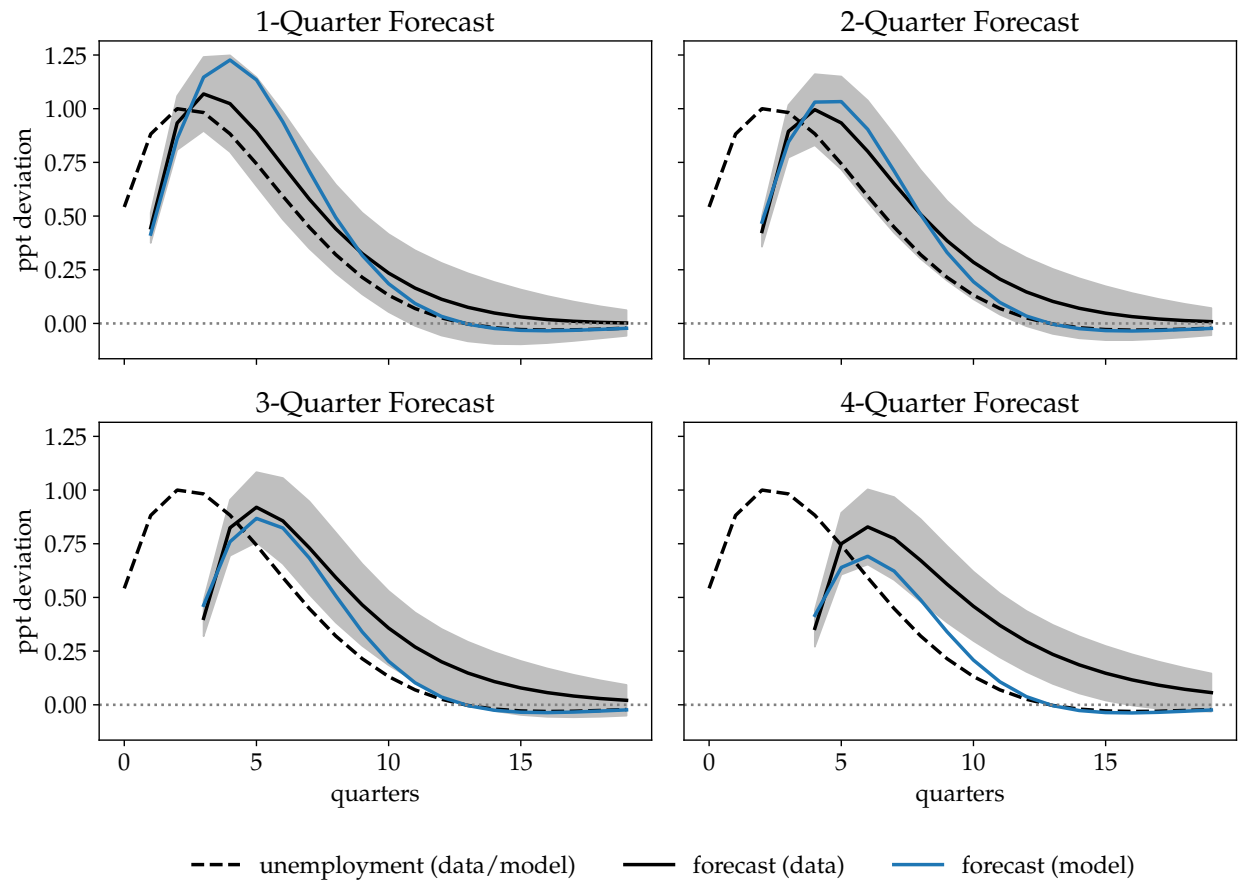 1-Quarter Forecast
2-Quarter Forecast
ppt deviation
1.25
1.00
0.75
0.50
0.25
0.00
3-Quarter Forecast
4-Quarter Forecast
ppt deviation
1.25
1.00
0.75
0.50
0.25
0.00
0 5 10 15
0 5 10 15
quarters
quarters
unemployment (data/model) forecast (data) forecast (model)